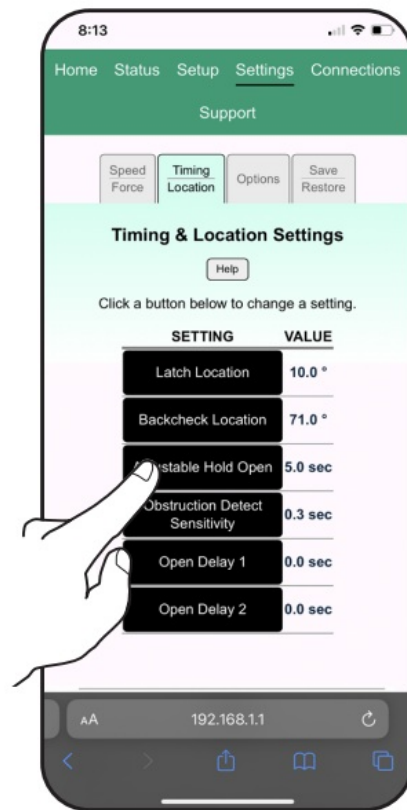 8:13
Home Status Setup Settings Connections
Support
Speed
Force
Timing
Location
Options
Save
Restore
Timing & Location Settings
Help
Click a button below to change a setting.
SETTING VALUE
Latch Location 10.0 °
Backcheck Location 71.0 °
Hold Open 5.0 sec
Obstruction Detect
Sensitivity 0.3 sec
Open Delay 1 0.0 sec
Open Delay 2 0.0 sec
AA 192.168.1.1